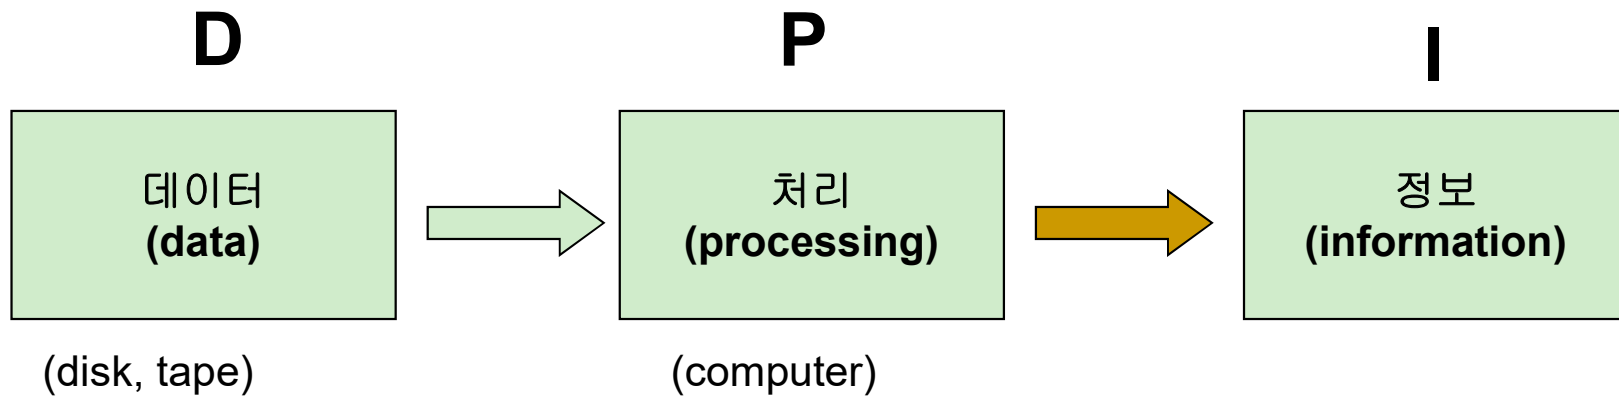 D
P
I
데이터
(data)
처리
(processing)
정보
(information)
(disk, tape)
(computer)